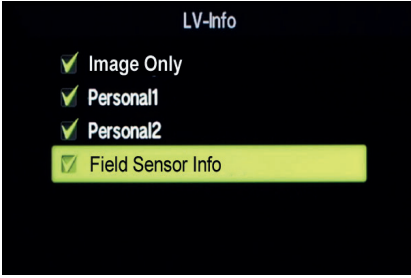 LV-Info
Image Only
Personal1
Personal2
Field Sensor Info